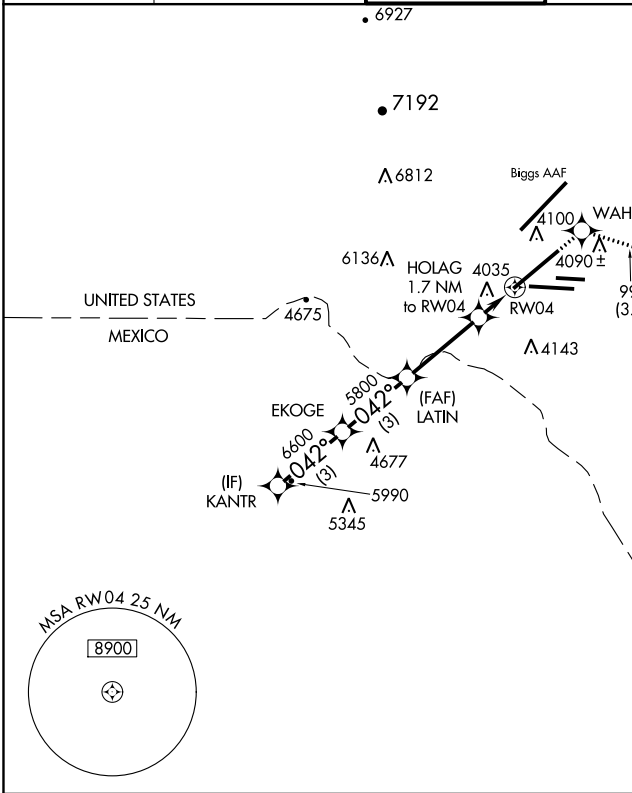 6927
7192
6812
Biggs AAF
4100
WAH
6136
HOLAG
1.7 NM
to RW04
4035
4090 ±
99
(3.
RW04
UNITED STATES
4675
MEXICO
4143
5800
042°
(3)
(FAF)
LATIN
EKOGE
6600
042°
(3)
4677
(IF)
KANTR
5990
5345
MSA RW04 25 NM
8900